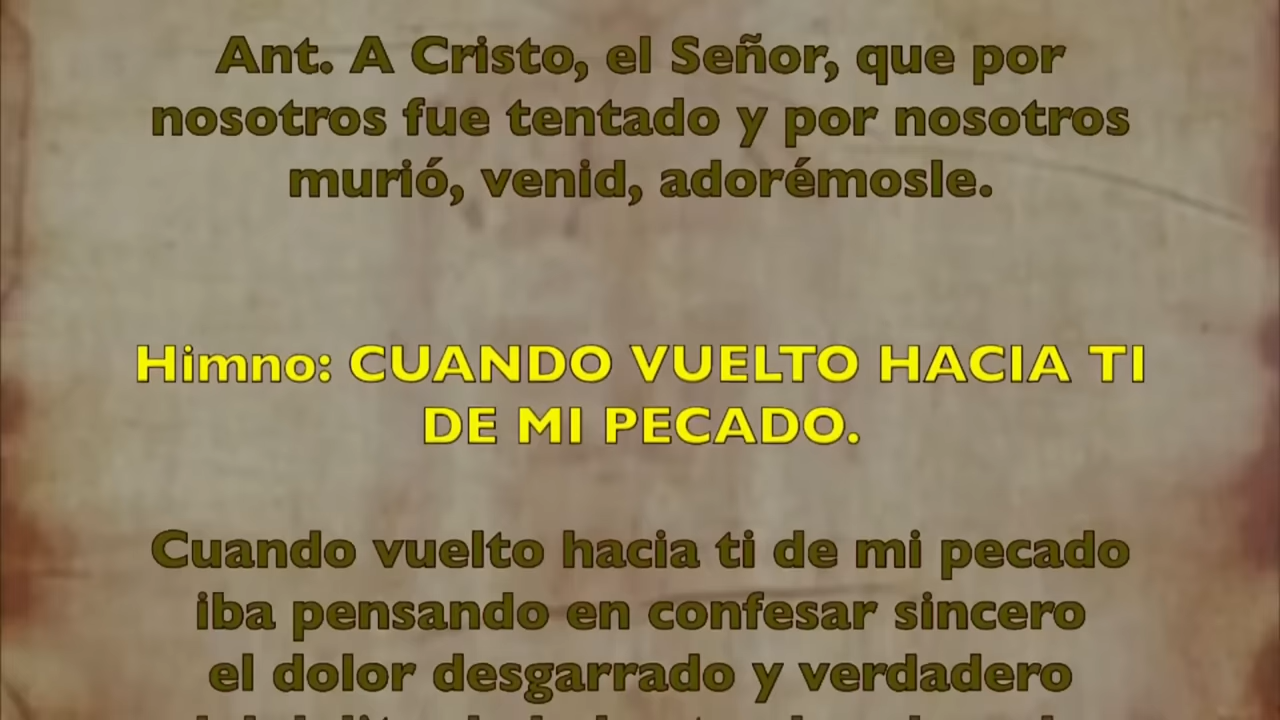 Ant. A Cristo, el Señor, que por
nosotros fue tentado y por nosotros
murió, venid, adorémosle.
Himno: CUANDO VUELTO HACIA TI
DE MI PECADO.
Cuando vuelto hacia ti de mi pecado
iba pensando en confesar sincero
el dolor desgarrado y verdadero